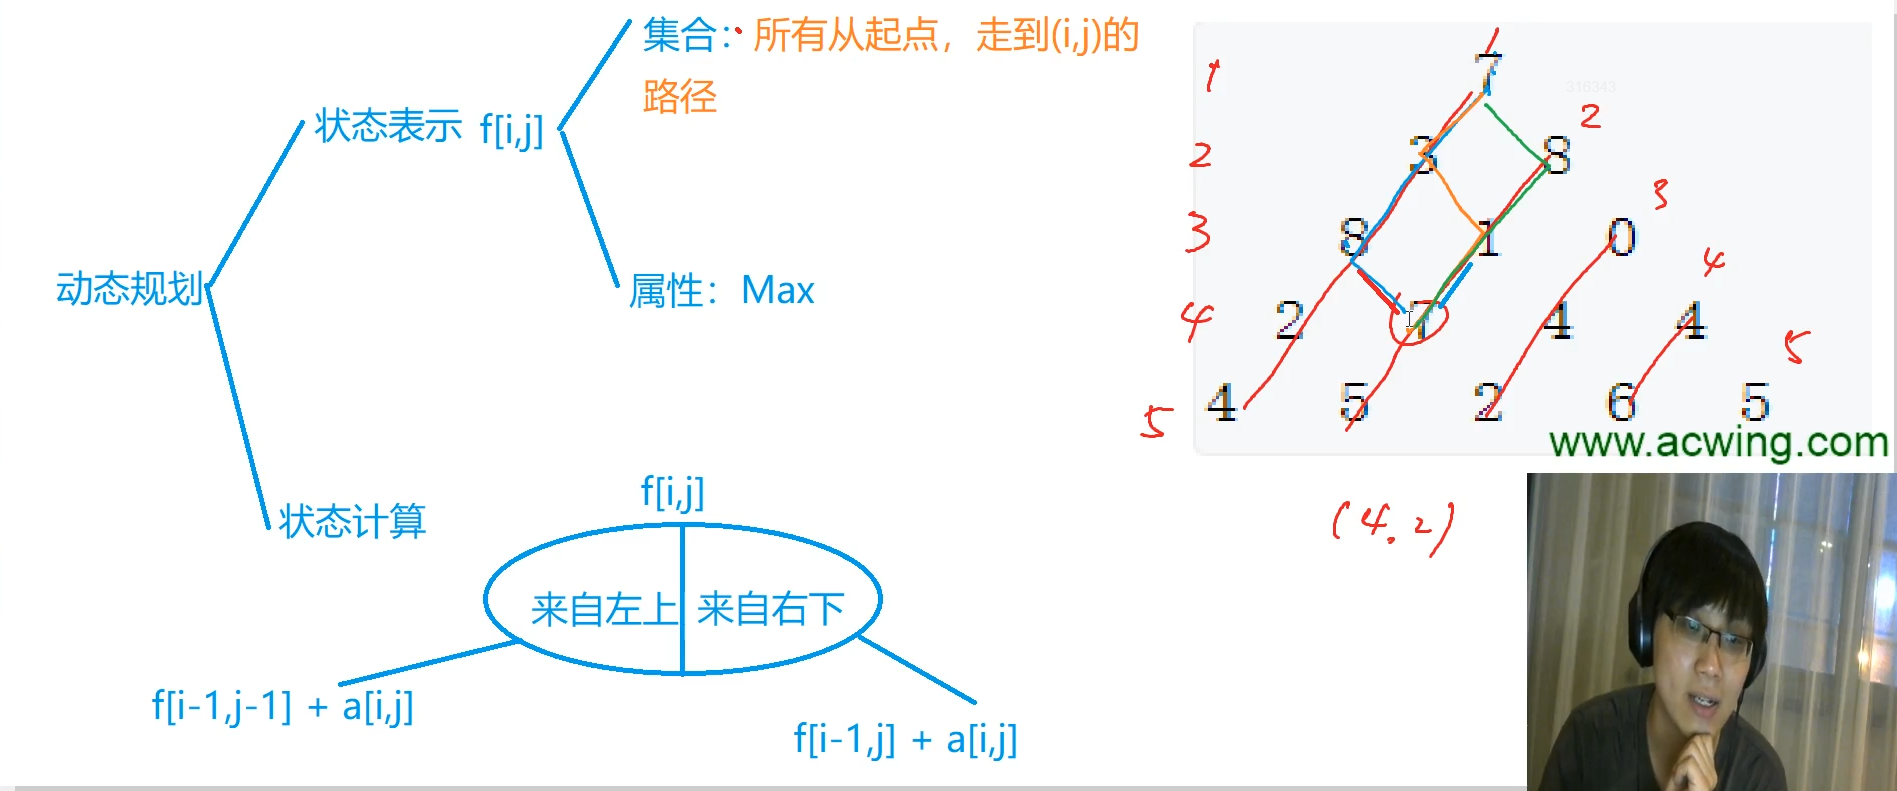 集合：所有从起点，走到(i,j)的
路径
状态表示 f[i,j]
动态规划
属性：Max
状态计算
f[i,j]
来自左上 来自右下
f[i-1,j-1] + a[i,j]
f[i-1,j] + a[i,j]
316343
1 7
2 3 8 2
3 8 1 0 3
4 2 7 4 4 4
5 4 5 2 6 5 5
www.acwing.com
(4.2)